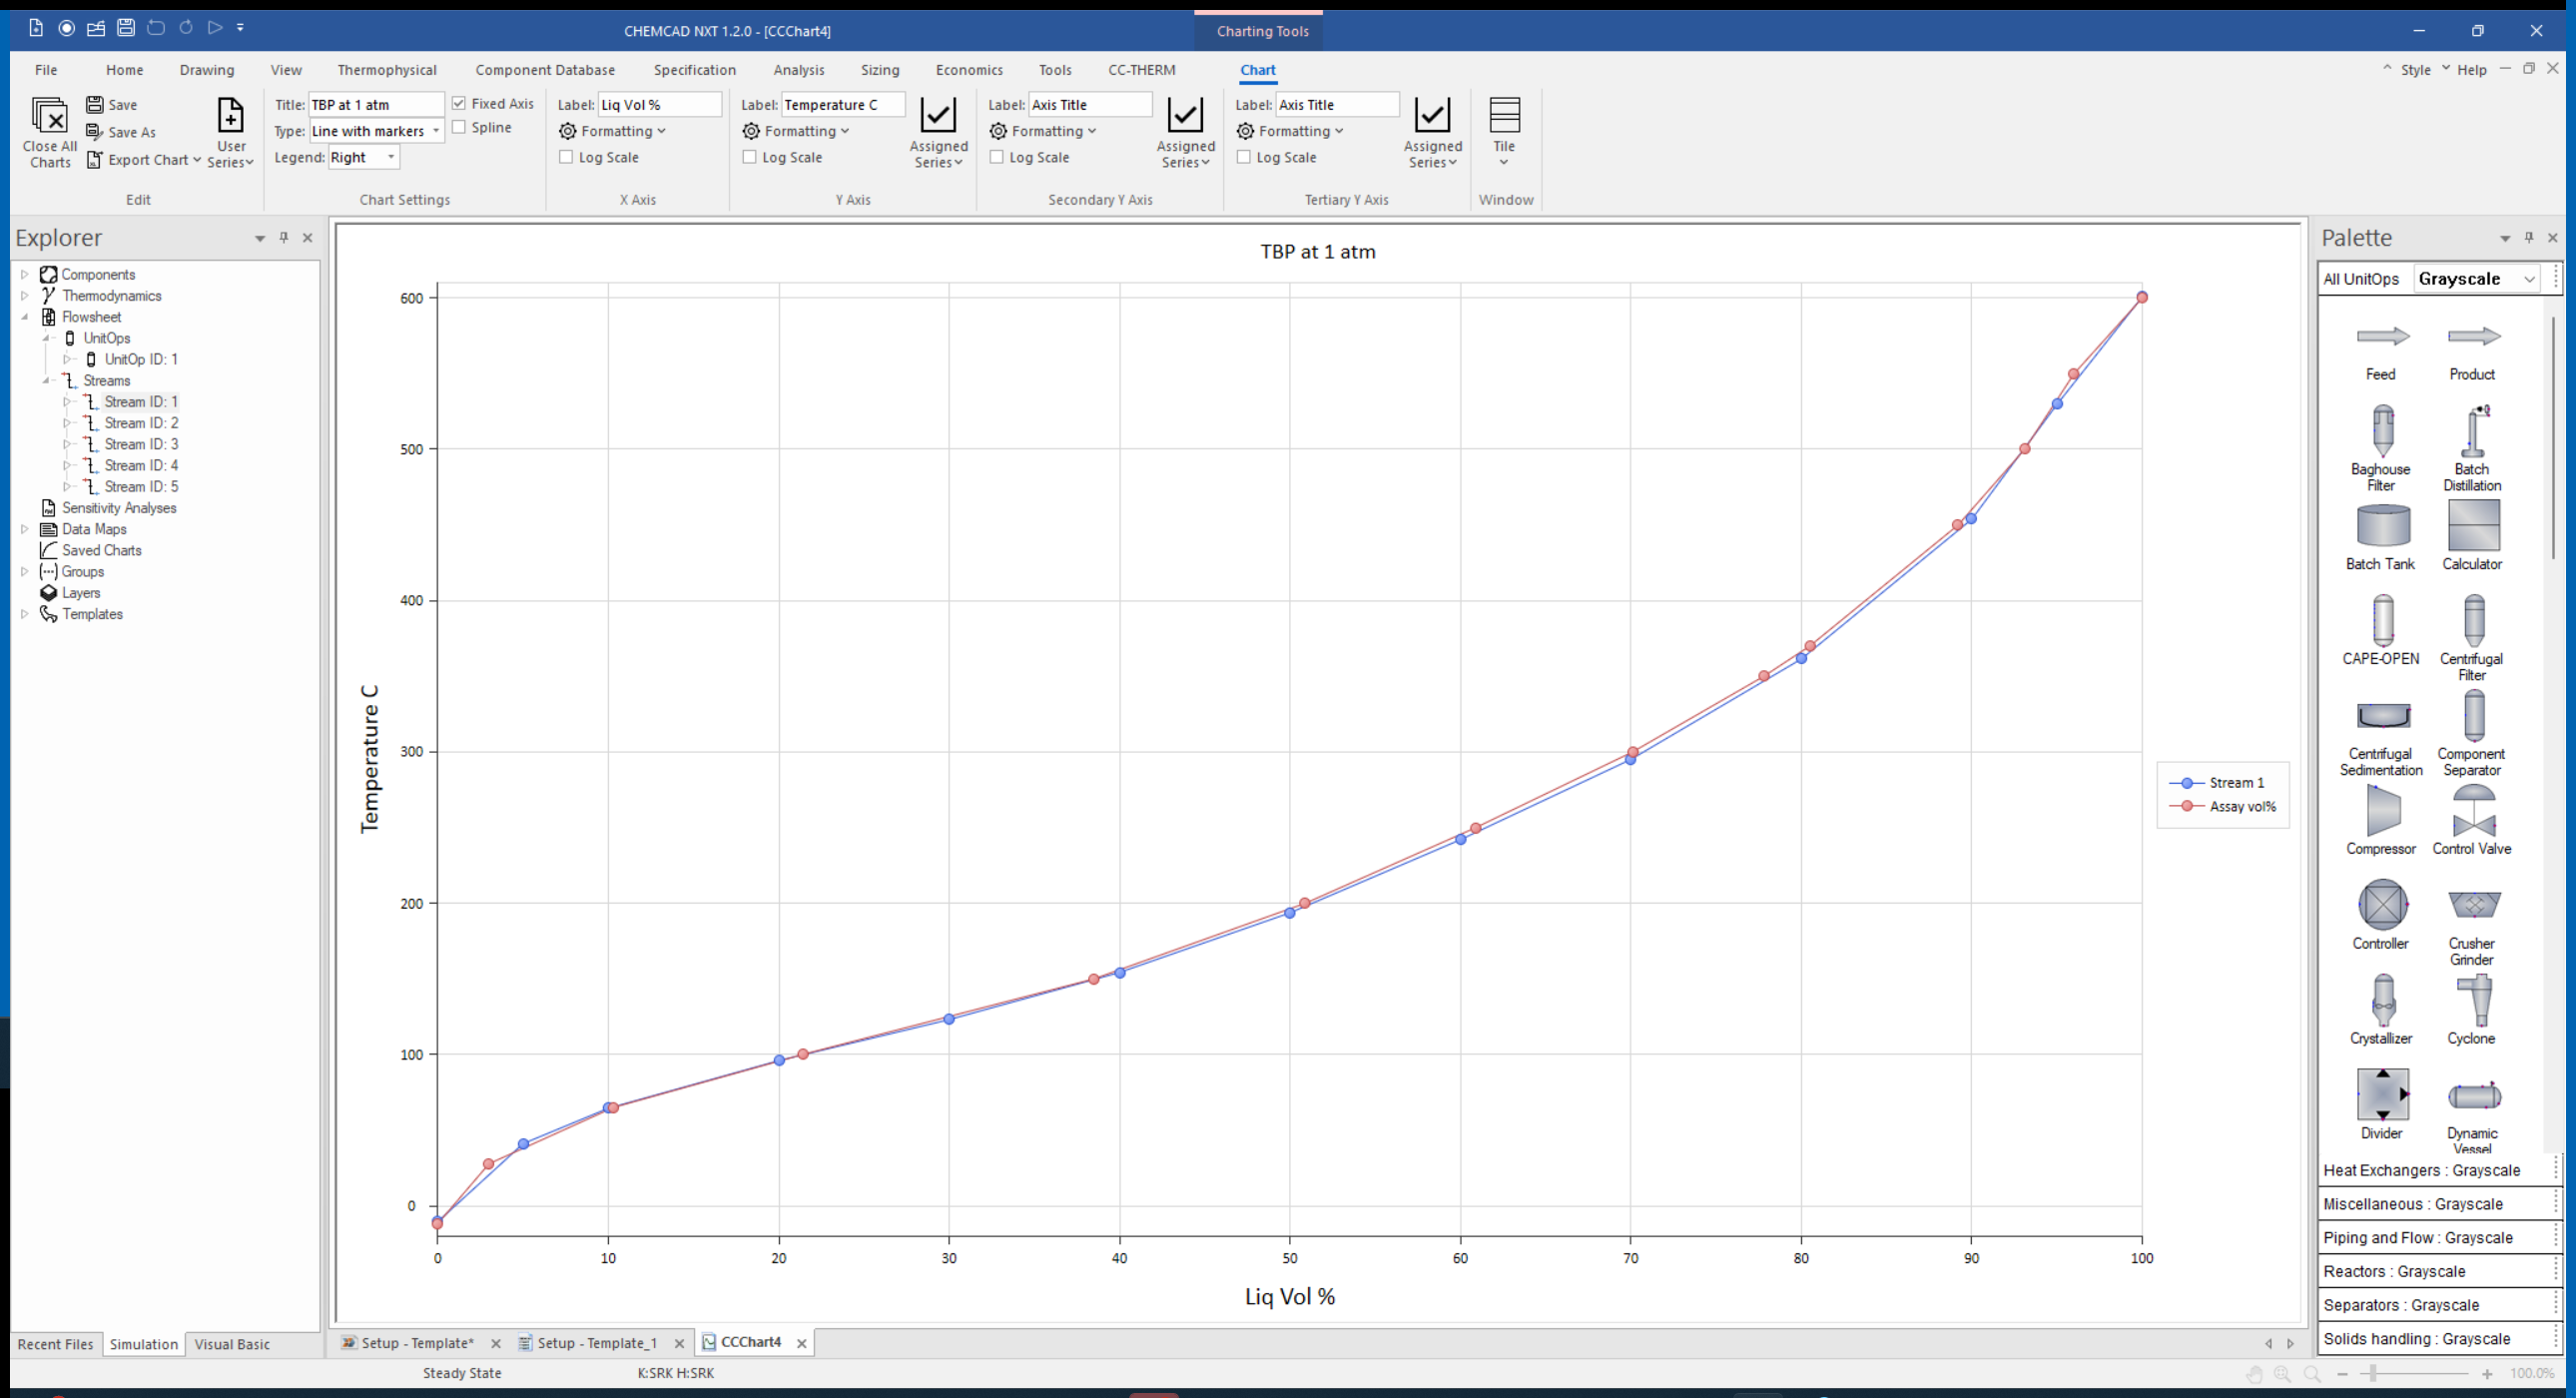 CHEMCAD NXT 1.2.0 - [CCChart4]
Charting Tools
File Home Drawing View Thermophysical Component Database Specification Analysis Sizing Economics Tools CC-THERM Chart
Style Help
Close All Charts
Save
Save As
Export Chart
User Series
Edit
Title: TBP at 1 atm
Type: Line with markers
Legend: Right
Fixed Axis
Spline
Chart Settings
Label: Liq Vol %
Formatting
Log Scale
X Axis
Label: Temperature C
Formatting
Log Scale
Assigned Series
Y Axis
Label: Axis Title
Formatting
Log Scale
Assigned Series
Secondary Y Axis
Label: Axis Title
Formatting
Log Scale
Assigned Series
Tertiary Y Axis
Tile
Window
Explorer
Components
Thermodynamics
Flowsheet
UnitOps
UnitOp ID: 1
Streams
Stream ID: 1
Stream ID: 2
Stream ID: 3
Stream ID: 4
Stream ID: 5
Sensitivity Analyses
Data Maps
Saved Charts
Groups
Layers
Templates
Recent Files Simulation Visual Basic
TBP at 1 atm
Temperature C
600
500
400
300
200
100
0
0 10 20 30 40 50 60 70 80 90 100
Liq Vol %
Stream 1
Assay vol%
Setup - Template* Setup - Template_1 CCChart4
Palette
All UnitOps Grayscale
Feed Product
Baghouse Filter
Batch Distillation
Batch Tank Calculator
CAPE-OPEN
Centrifugal Filter
Centrifugal Sedimentation
Component Separator
Compressor Control Valve
Controller
Crusher Grinder
Crystallizer Cyclone
Divider
Dynamic Vessel
Heat Exchangers : Grayscale
Miscellaneous : Grayscale
Piping and Flow : Grayscale
Reactors : Grayscale
Separators : Grayscale
Solids handling : Grayscale
Steady State K:SRK H:SRK
100.0%